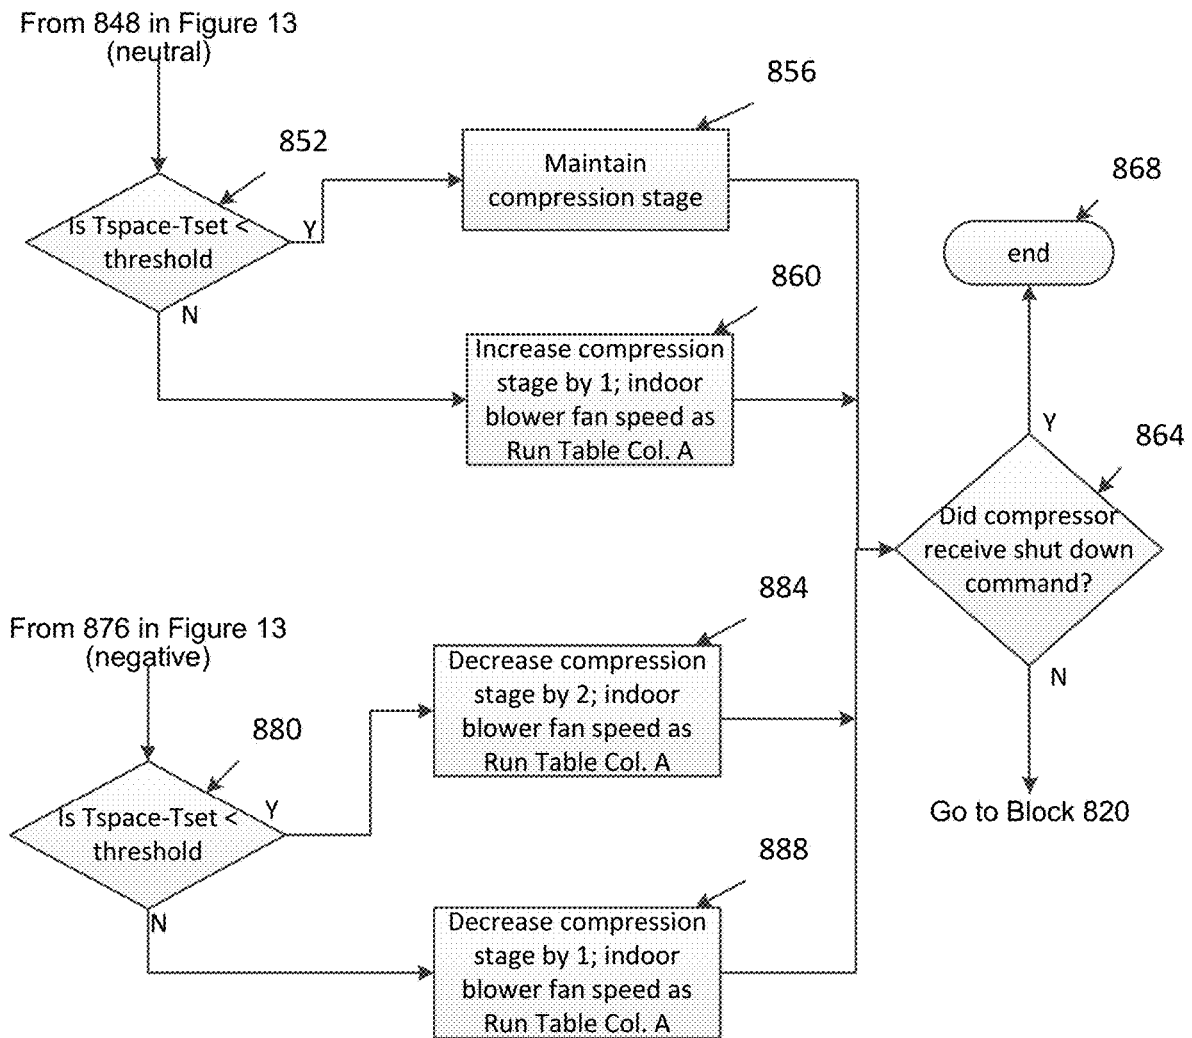 From 848 in Figure 13
(neutral)
852
Is Tspace-Tset <
threshold
Y
N
856
Maintain
compression stage
860
Increase compression
stage by 1; indoor
blower fan speed as
Run Table Col. A
868
end
Y
864
Did compressor
receive shut down
command?
N
Go to Block 820
From 876 in Figure 13
(negative)
880
Is Tspace-Tset <
threshold
Y
N
884
Decrease compression
stage by 2; indoor
blower fan speed as
Run Table Col. A
888
Decrease compression
stage by 1; indoor
blower fan speed as
Run Table Col. A